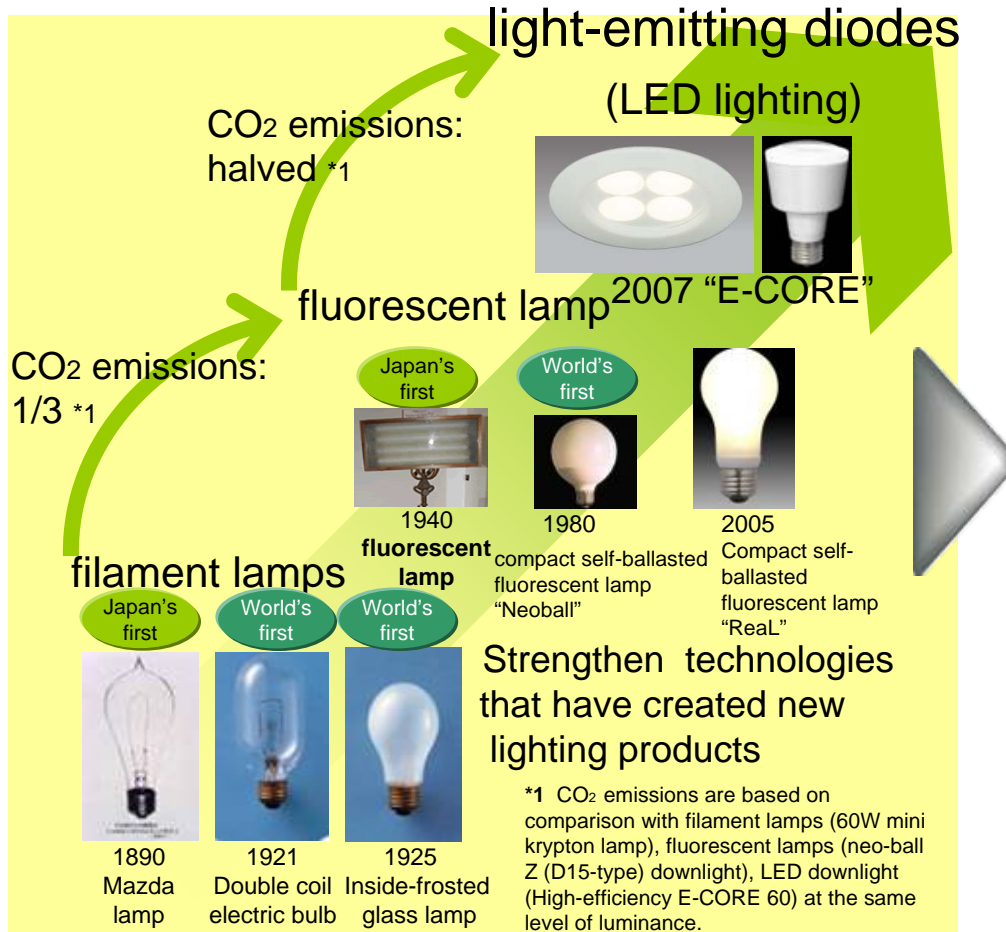 light-emitting diodes
(LED lighting)
CO2 emissions:
halved *1
2007 “E-CORE”
fluorescent lamp
CO2 emissions:
1/3 *1
Japan’s
first
World’s
first
1940
fluorescent
lamp
1980
compact self-ballasted
fluorescent lamp
“Neoball”
2005
Compact self-
ballasted
fluorescent lamp
“ReaL”
filament lamps
Japan’s
first
World’s
first
World’s
first
1890
Mazda
lamp
1921
Double coil
electric bulb
1925
Inside-frosted
glass lamp
Strengthen technologies
that have created new
lighting products
*1 CO2 emissions are based on
comparison with filament lamps (60W mini
krypton lamp), fluorescent lamps (neo-ball
Z (D15-type) downlight), LED downlight
(High-efficiency E-CORE 60) at the same
level of luminance.